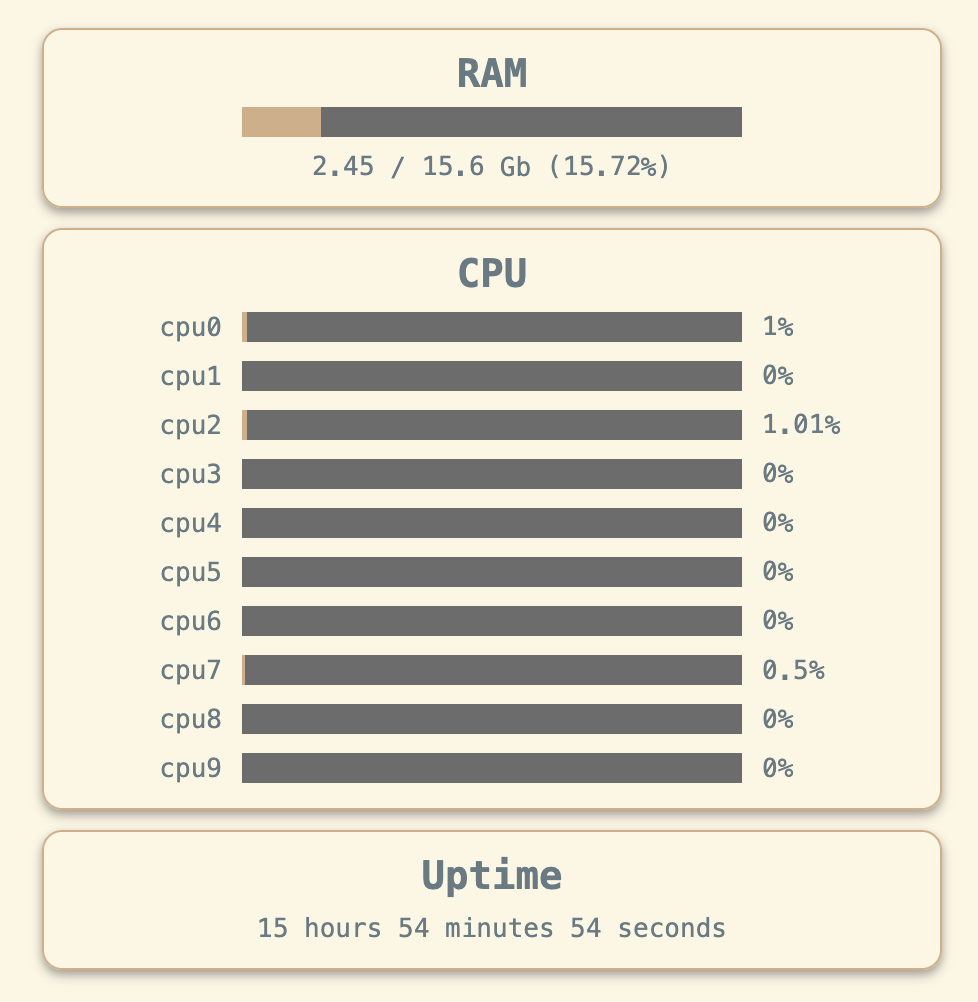 RAM
2.45 / 15.6 Gb (15.72%)
CPU
cpu0 1%
cpu1 0%
cpu2 1.01%
cpu3 0%
cpu4 0%
cpu5 0%
cpu6 0%
cpu7 0.5%
cpu8 0%
cpu9 0%
Uptime
15 hours 54 minutes 54 seconds